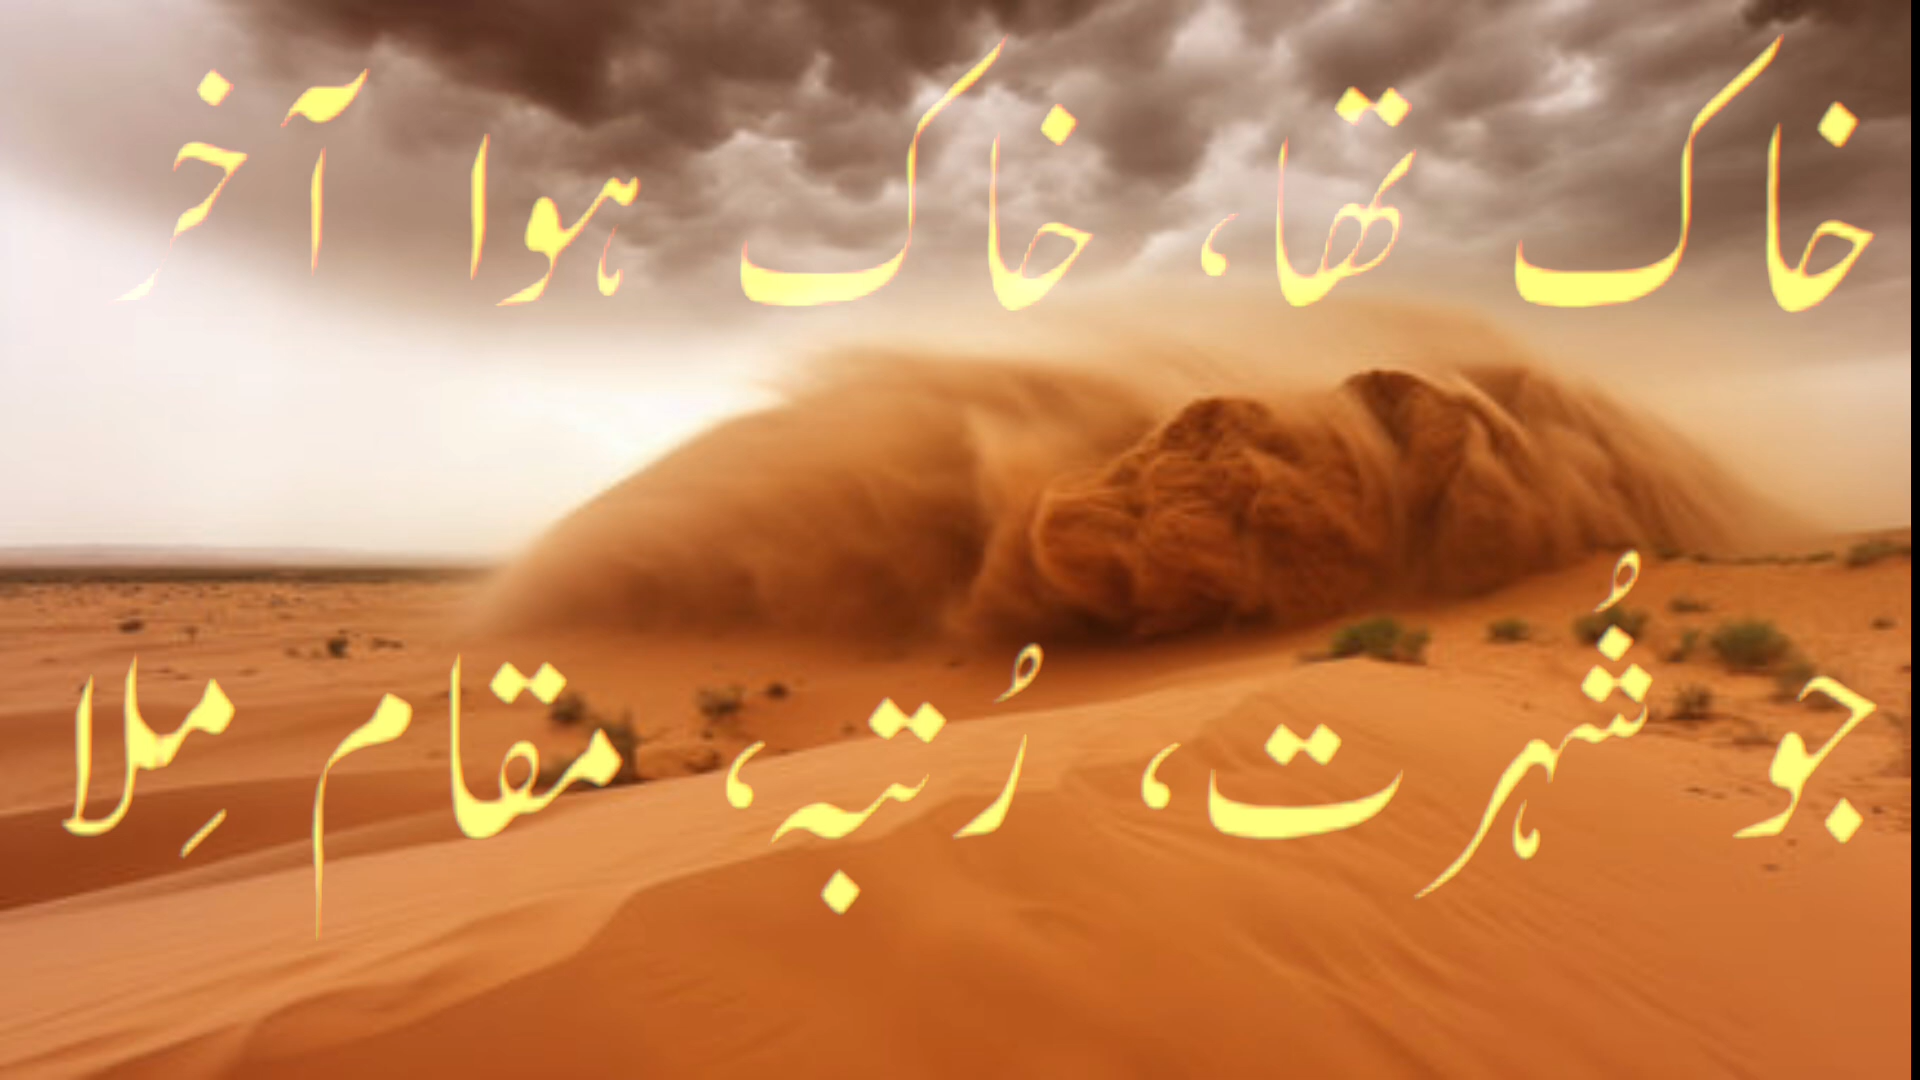 خاک تھا، خاک ہوا آخر
جو شُہرت، رُتبہ، مقام مِلا